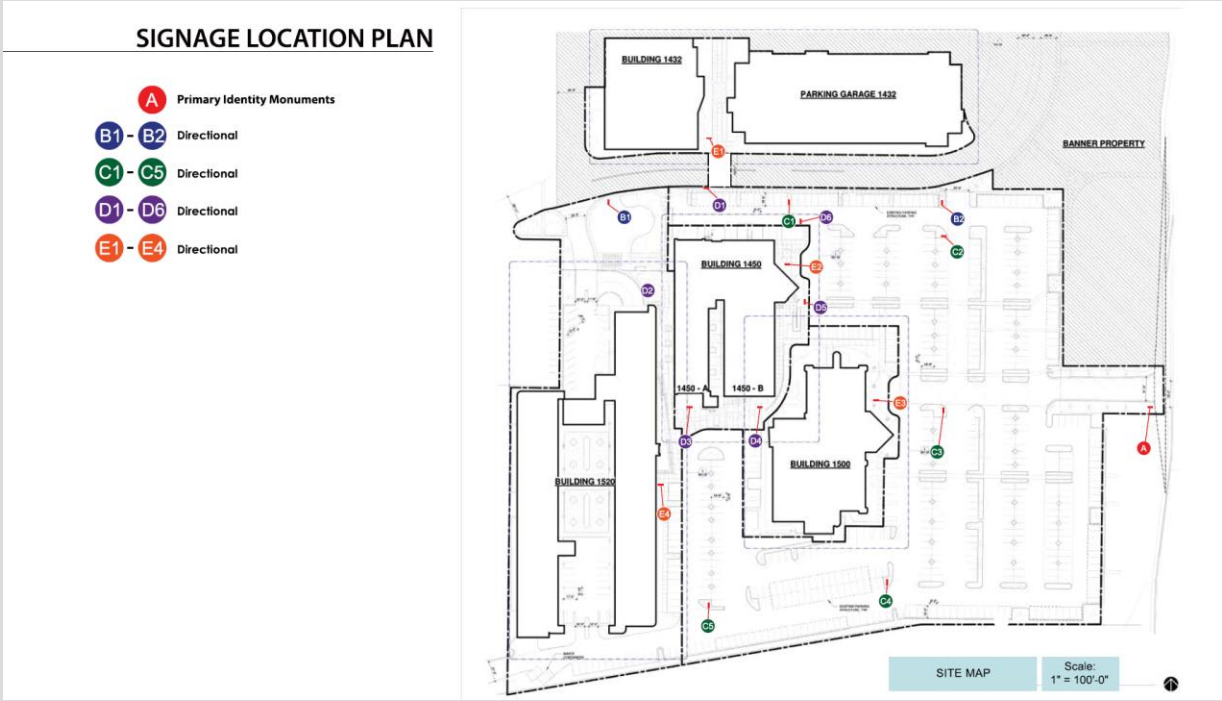 SIGNAGE LOCATION PLAN
A Primary Identity Monuments
B1 - B2 Directional
C1 - C5 Directional
D1 - D6 Directional
E1 - E4 Directional
BUILDING 1432
PARKING GARAGE 1432
BANNER PROPERTY
E1
D1
B1
C1
D6
B2
C2
BUILDING 1450
E2
D2
D5
1450 - A
1450 - B
E3
D3
D4
C3
A
BUILDING 1500
BUILDING 1520
E4
C4
C5
SITE MAP
Scale:
1" = 100'-0"